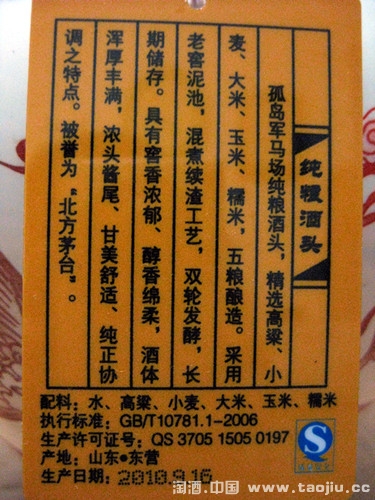 纯粮酒头
孤岛军马场纯粮酒头，精选高粱、小
麦、大米、玉米、糯米，五粮酿造。采用
老窖泥池，混煮续渣工艺，双轮发酵，长
期储存。具有窖香浓郁、醇香绵柔，酒体
浑厚丰满，浓头酱尾、甘美舒适、纯正协
调之特点。被誉为“北方茅台”。
配料：水、高粱、小麦、大米、玉米、糯米
执行标准：GB/T10781.1-2006
生产许可证号：QS 3705 1505 0197
产地：山东·东营
生产日期：2010.9.16
淘酒.中国 www.taojiu.cc